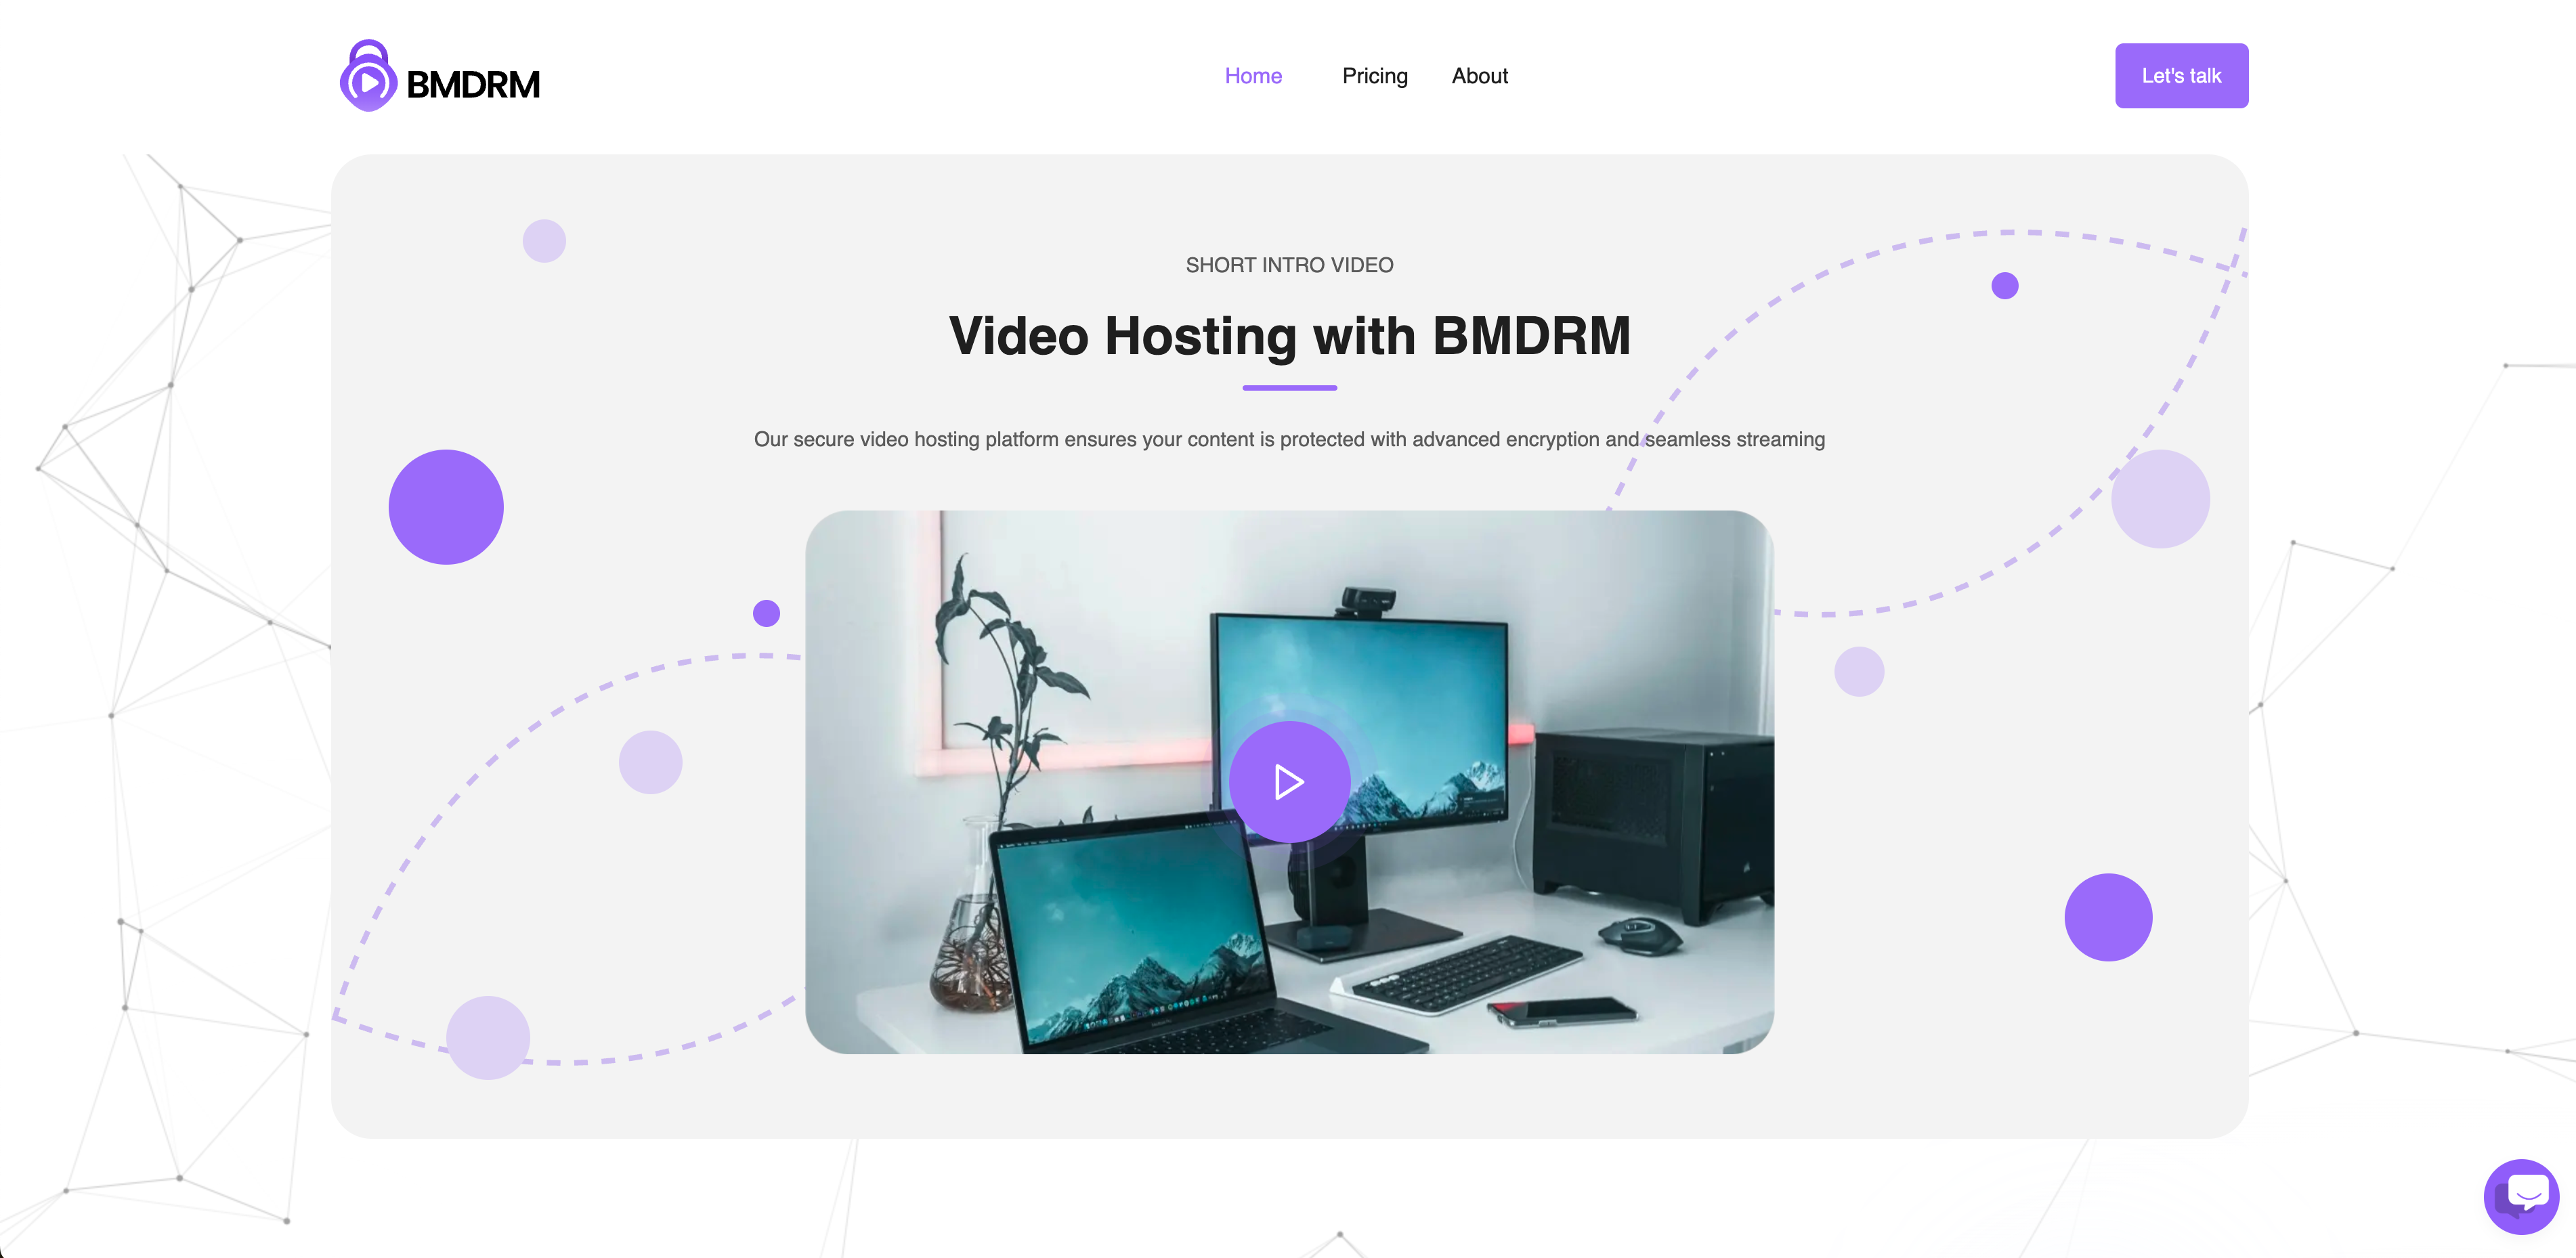 BMDRM
Home
Pricing
About
Let's talk
SHORT INTRO VIDEO
Video Hosting with BMDRM
Our secure video hosting platform ensures your content is protected with advanced encryption and seamless streaming